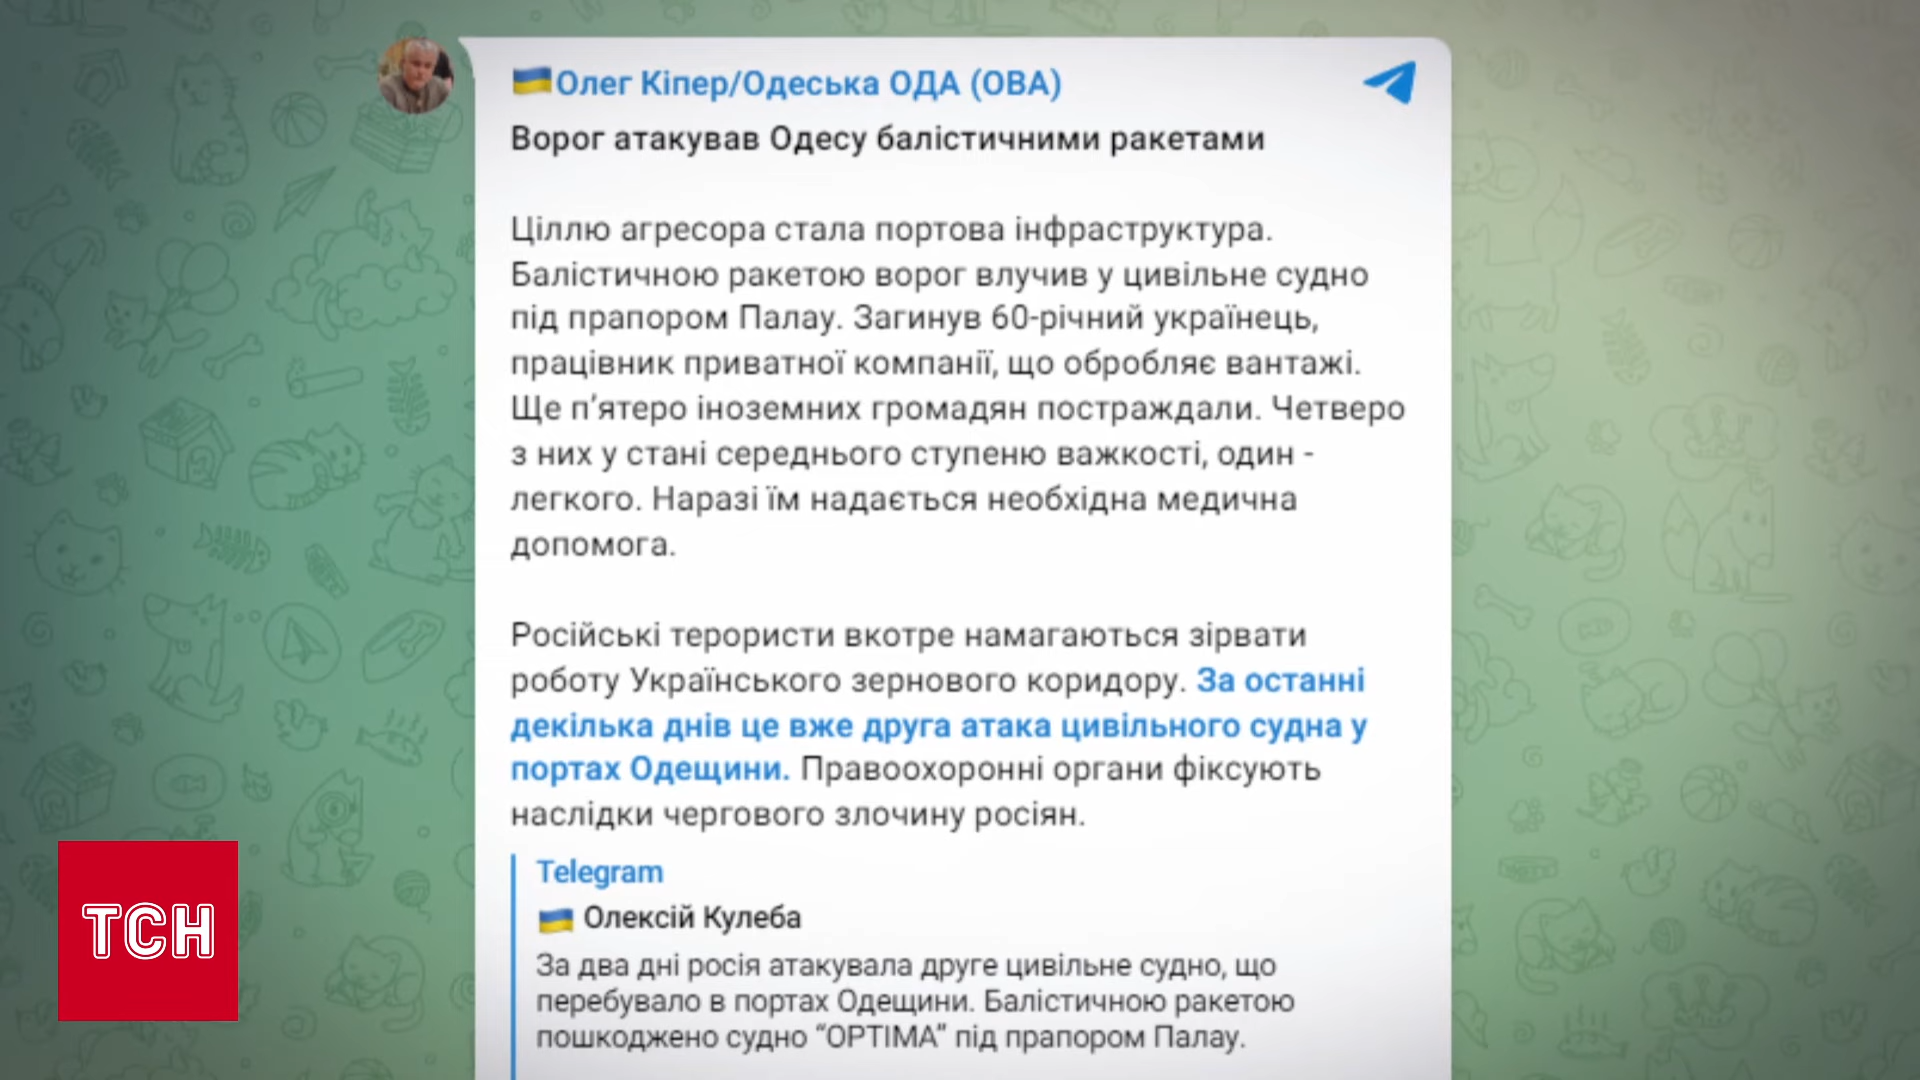 Олег Кіпер/Одеська ОДА (ОВА)
Ворог атакував Одесу балістичними ракетами
Ціллю агресора стала портова інфраструктура.
Балістичною ракетою ворог влучив у цивільне судно
під прапором Палау. Загинув 60-річний українець,
працівник приватної компанії, що обробляє вантажі.
Ще п’ятеро іноземних громадян постраждали. Четверо
з них у стані середнього ступеню важкості, один -
легкого. Наразі їм надається необхідна медична
допомога.
Російські терористи вкотре намагаються зірвати
роботу Українського зернового коридору. За останні
декілька днів це вже друга атака цивільного судна у
портах Одещини. Правоохоронні органи фіксують
наслідки чергового злочину росіян.
Telegram
Олексій Кулеба
За два дні росія атакувала друге цивільне судно, що
перебувало в портах Одещини. Балістичною ракетою
пошкоджено судно “OPTIMA” під прапором Палау.
ТСН